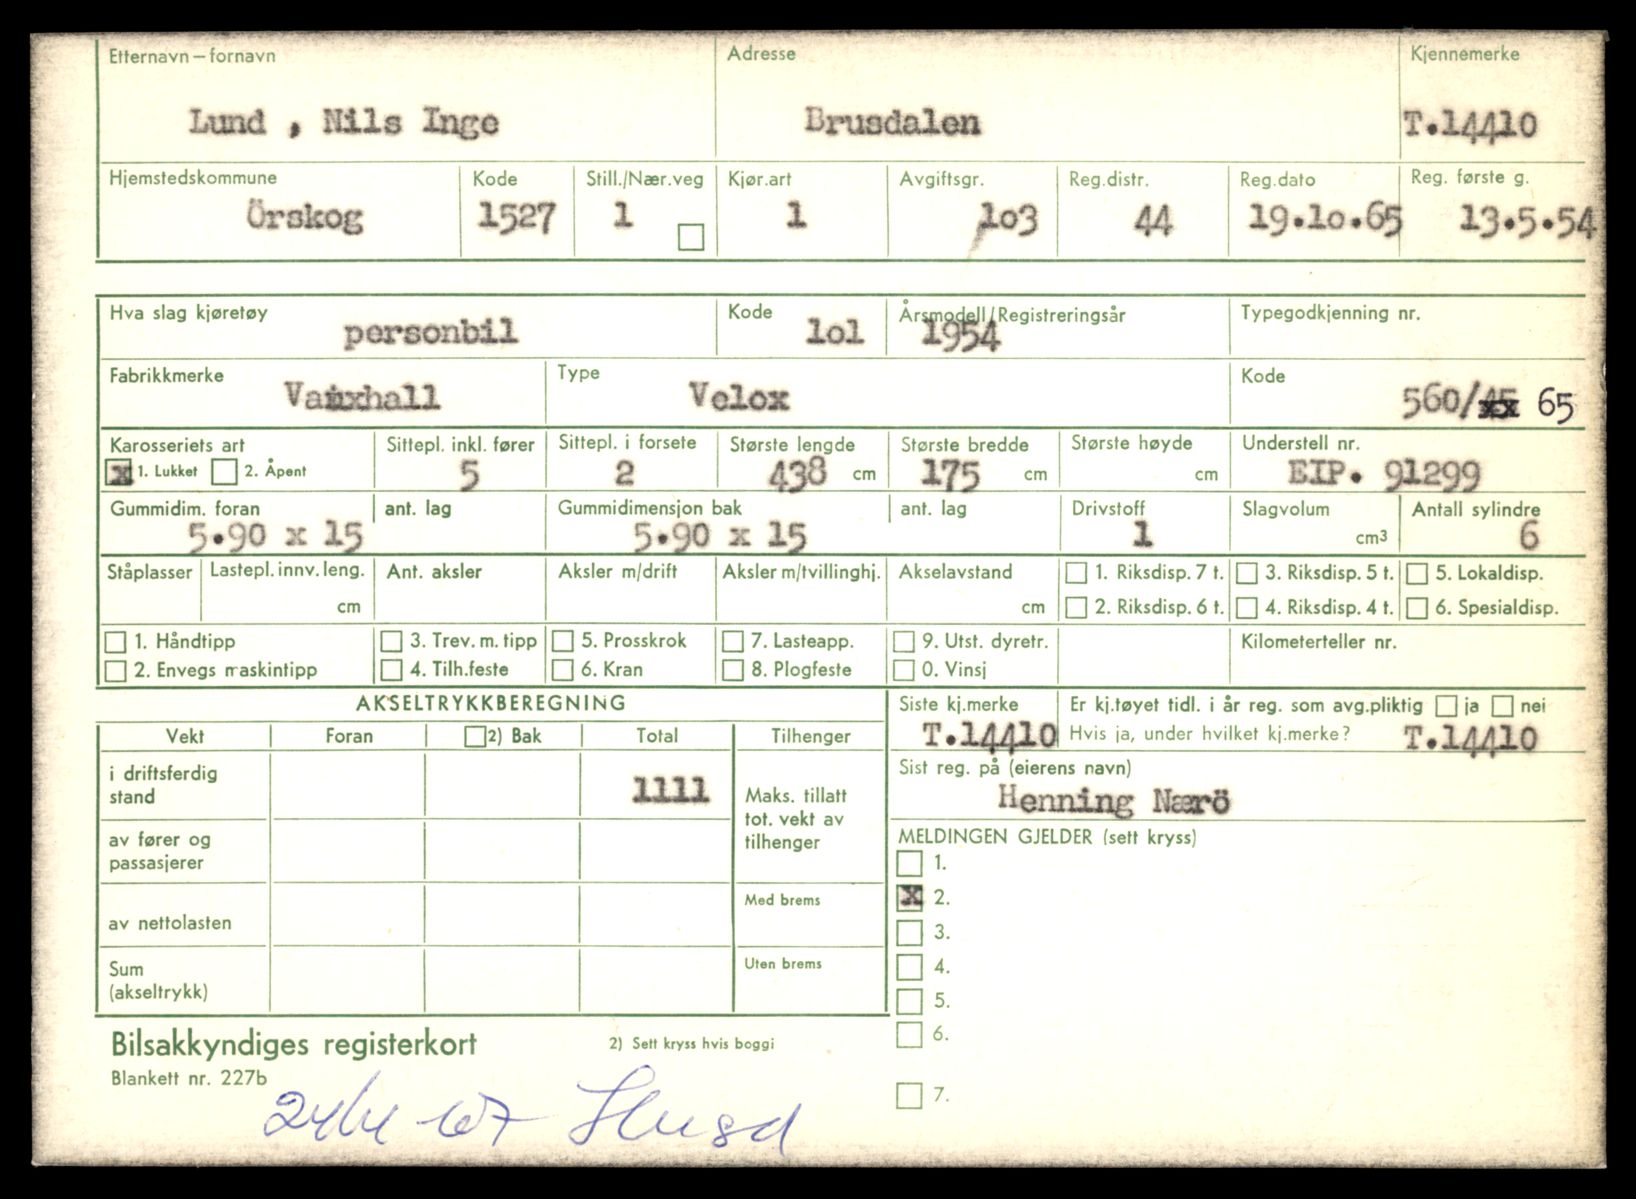 Etternavn – fornavn Adresse Kjennemerke
Lund , Nils Inge Brusdalen T.14410
Hjemstedskommune Kode Still./Nær.veg Kjør.art Avgiftsgr. Reg.distr. Reg.dato Reg. første g.
Örskog 1527 1 1 1o3 44 19.1o.65 13.5.54
Hva slag kjøretøy Kode Årsmodell/Registreringsår Typegodkjenning nr.
personbil 1o1 1954
Fabrikkmerke Type Kode
Vauxhall Velox 560/45 65
Karosseriets art Sittepl. inkl. fører Sittepl. i forsete Største lengde Største bredde Største høyde Understell nr.
x 1. Lukket 2. Åpent 5 2 438 cm 175 cm cm EIP. 91299
Gummidim. foran ant. lag Gummidimensjon bak ant. lag Drivstoff Slagvolum Antall sylindre
5.90 x 15 5.90 x 15 1 cm3 6
Ståplasser Lastepl. innv. leng. Ant. aksler Aksler m/drift Aksler m/tvillinghj. Akselavstand 1. Riksdisp. 7 t. 3. Riksdisp. 5 t. 5. Lokaldisp.
cm cm 2. Riksdisp. 6 t. 4. Riksdisp. 4 t. 6. Spesialdisp.
1. Håndtipp 3. Trev. m. tipp 5. Prosskrok 7. Lasteapp. 9. Utst. dyretr. Kilometerteller nr.
2. Envegs maskintipp 4. Tilh.feste 6. Kran 8. Plogfeste 0. Vinsj
AKSELTRYKKBEREGNING Siste kj.merke Er kj.tøyet tidl. i år reg. som avg.pliktig ja nei
Vekt Foran 2) Bak Total Tilhenger T.14410 Hvis ja, under hvilket kj.merke? T.14410
i driftsferdig stand 1111 Maks. tillatt tot. vekt av tilhenger Sist reg. på (eierens navn)
Henning Nærö
av fører og passasjerer MELDINGEN GJELDER (sett kryss)
1.
av nettolasten Med brems x 2.
3.
Sum (akseltrykk) Uten brems 4.
5.
Bilsakkyndiges registerkort 2) Sett kryss hvis boggi 6.
Blankett nr. 227b 7.